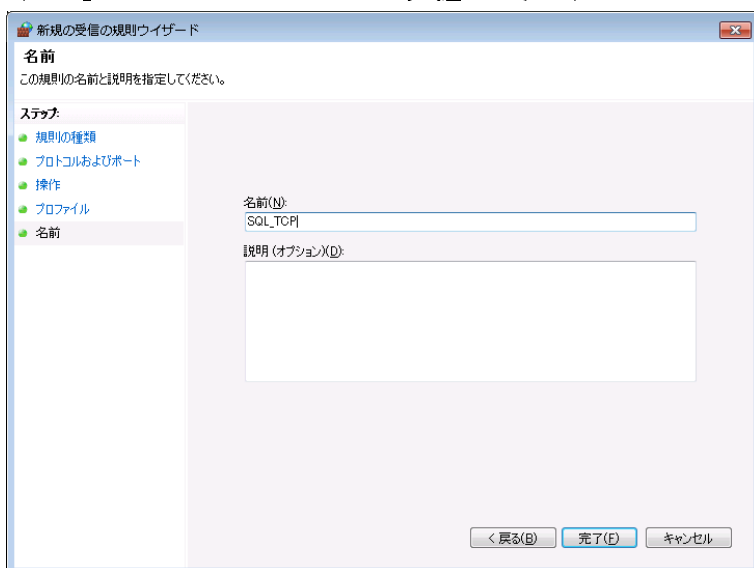 新規の受信の規則ウイザード
名前
この規則の名前と説明を指定してください。
ステップ:
規則の種類
プロトコルおよびポート
操作
プロファイル
名前
名前(N):
SQL_TCP
説明 (オプション)(D):
< 戻る(B)
完了(F)
キャンセル